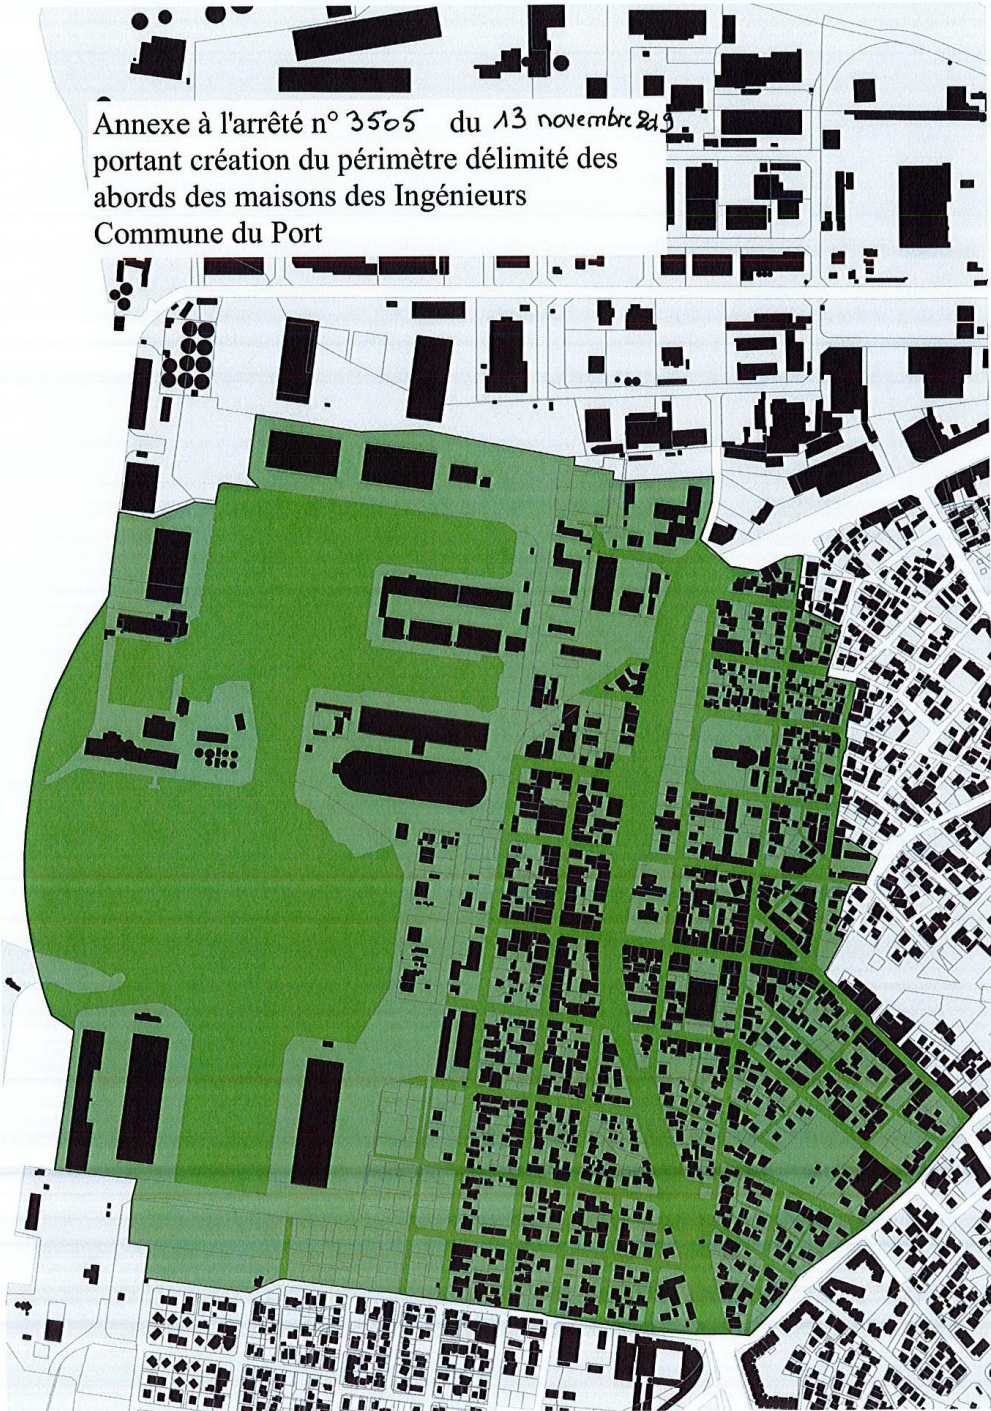 Annexe à l'arrêté n° 3505 du 13 novembre 2019
portant création du périmètre délimité des
abords des maisons des Ingénieurs
Commune du Port